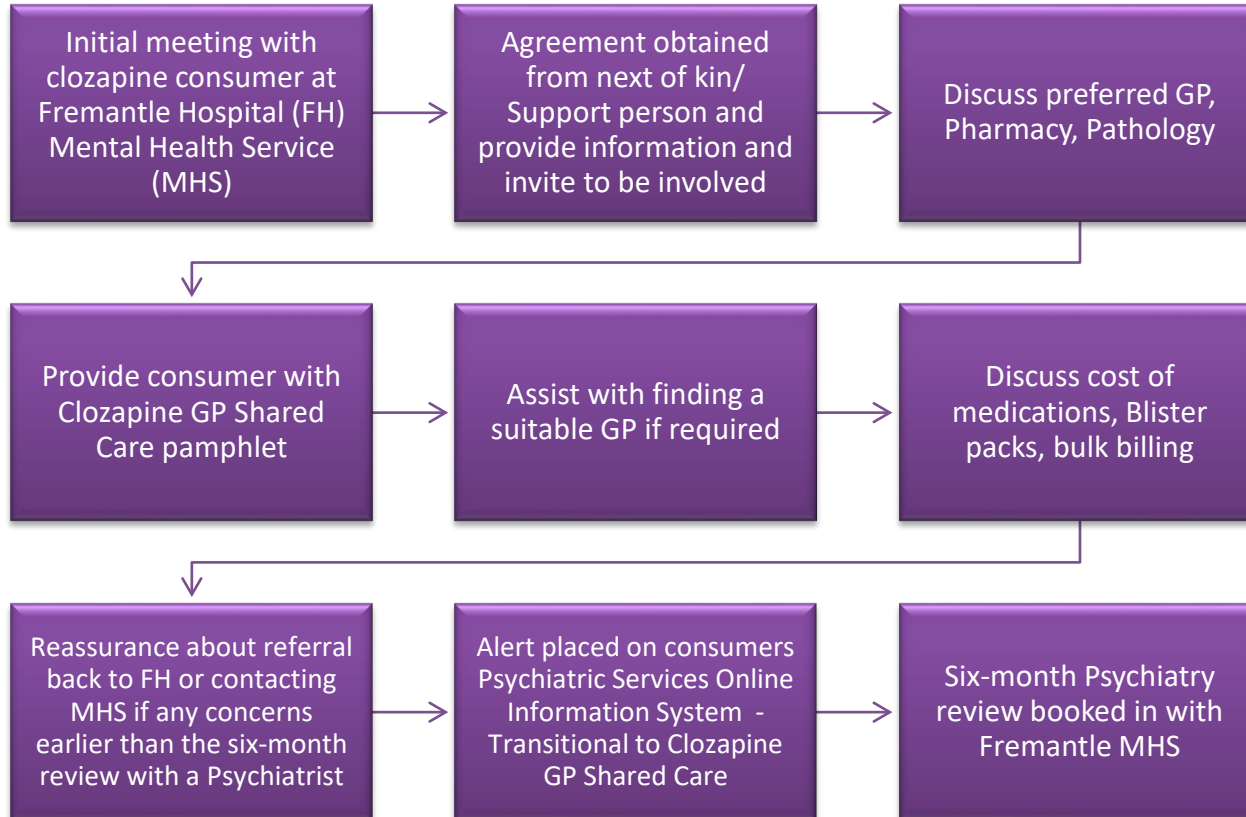 Initial meeting with
clozapine consumer at
Fremantle Hospital (FH)
Mental Health Service
(MHS)
Agreement obtained
from next of kin/
Support person and
provide information and
invite to be involved
Discuss preferred GP,
Pharmacy, Pathology
Provide consumer with
Clozapine GP Shared
Care pamphlet
Assist with finding a
suitable GP if required
Discuss cost of
medications, Blister
packs, bulk billing
Reassurance about referral
back to FH or contacting
MHS if any concerns
earlier than the six-month
review with a Psychiatrist
Alert placed on consumers
Psychiatric Services Online
Information System -
Transitional to Clozapine
GP Shared Care
Six-month Psychiatry
review booked in with
Fremantle MHS